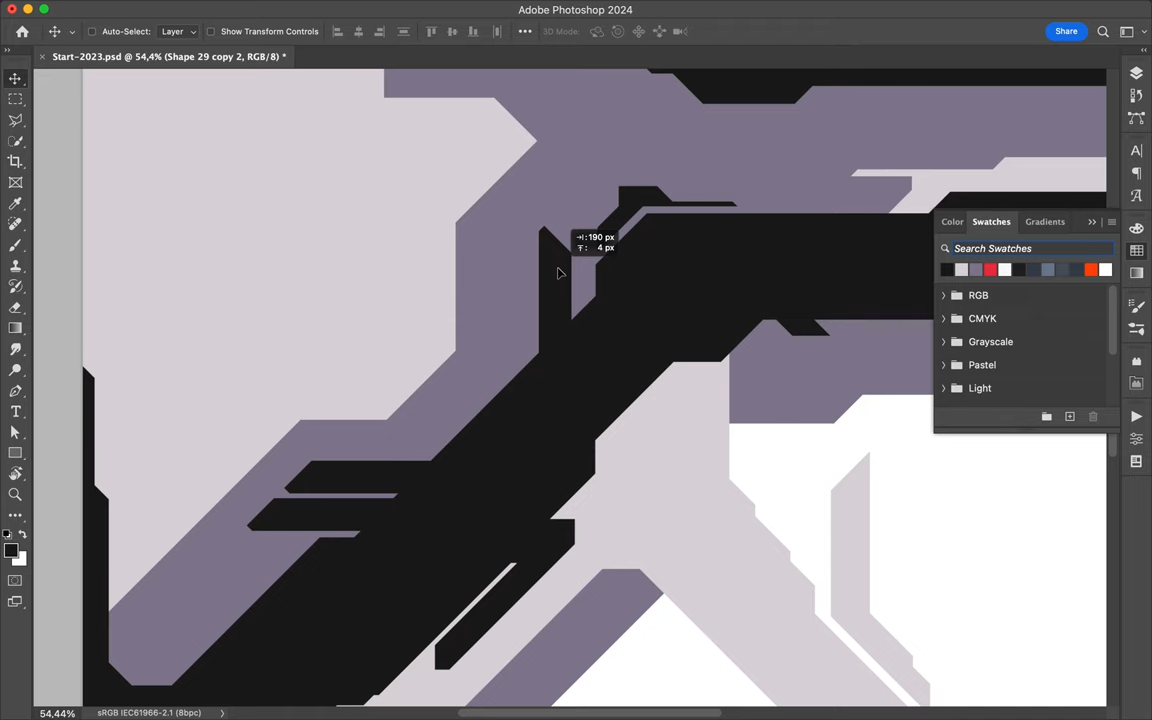 Adobe Photoshop 2024
Auto-Select: Layer Show Transform Controls 3D Mode: Share
Start-2023.psd @ 54,4% (Shape 29 copy 2, RGB/8) *
190 px
4 px
Color Swatches Gradients
Search Swatches
RGB
CMYK
Grayscale
Pastel
Light
54,44% sRGB IEC61966-2.1 (8bpc)